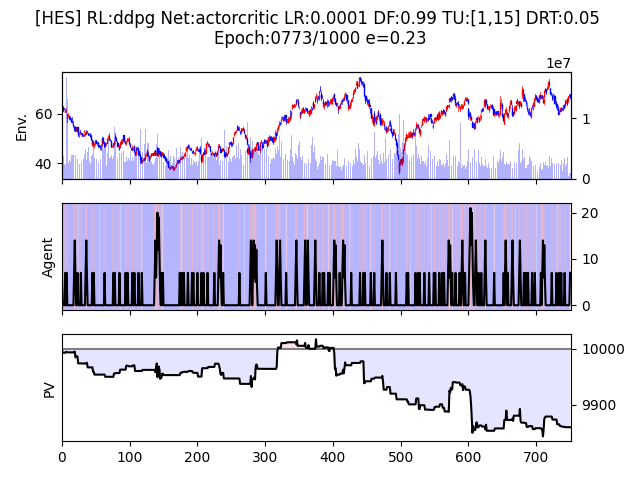 [HES] RL:ddpg Net:actorcritic LR:0.0001 DF:0.99 TU:[1,15] DRT:0.05
Epoch:0773/1000 e=0.23
1e7
Env.
60
40
1
0
Agent
20
10
0
PV
10000
9900
0 100 200 300 400 500 600 700